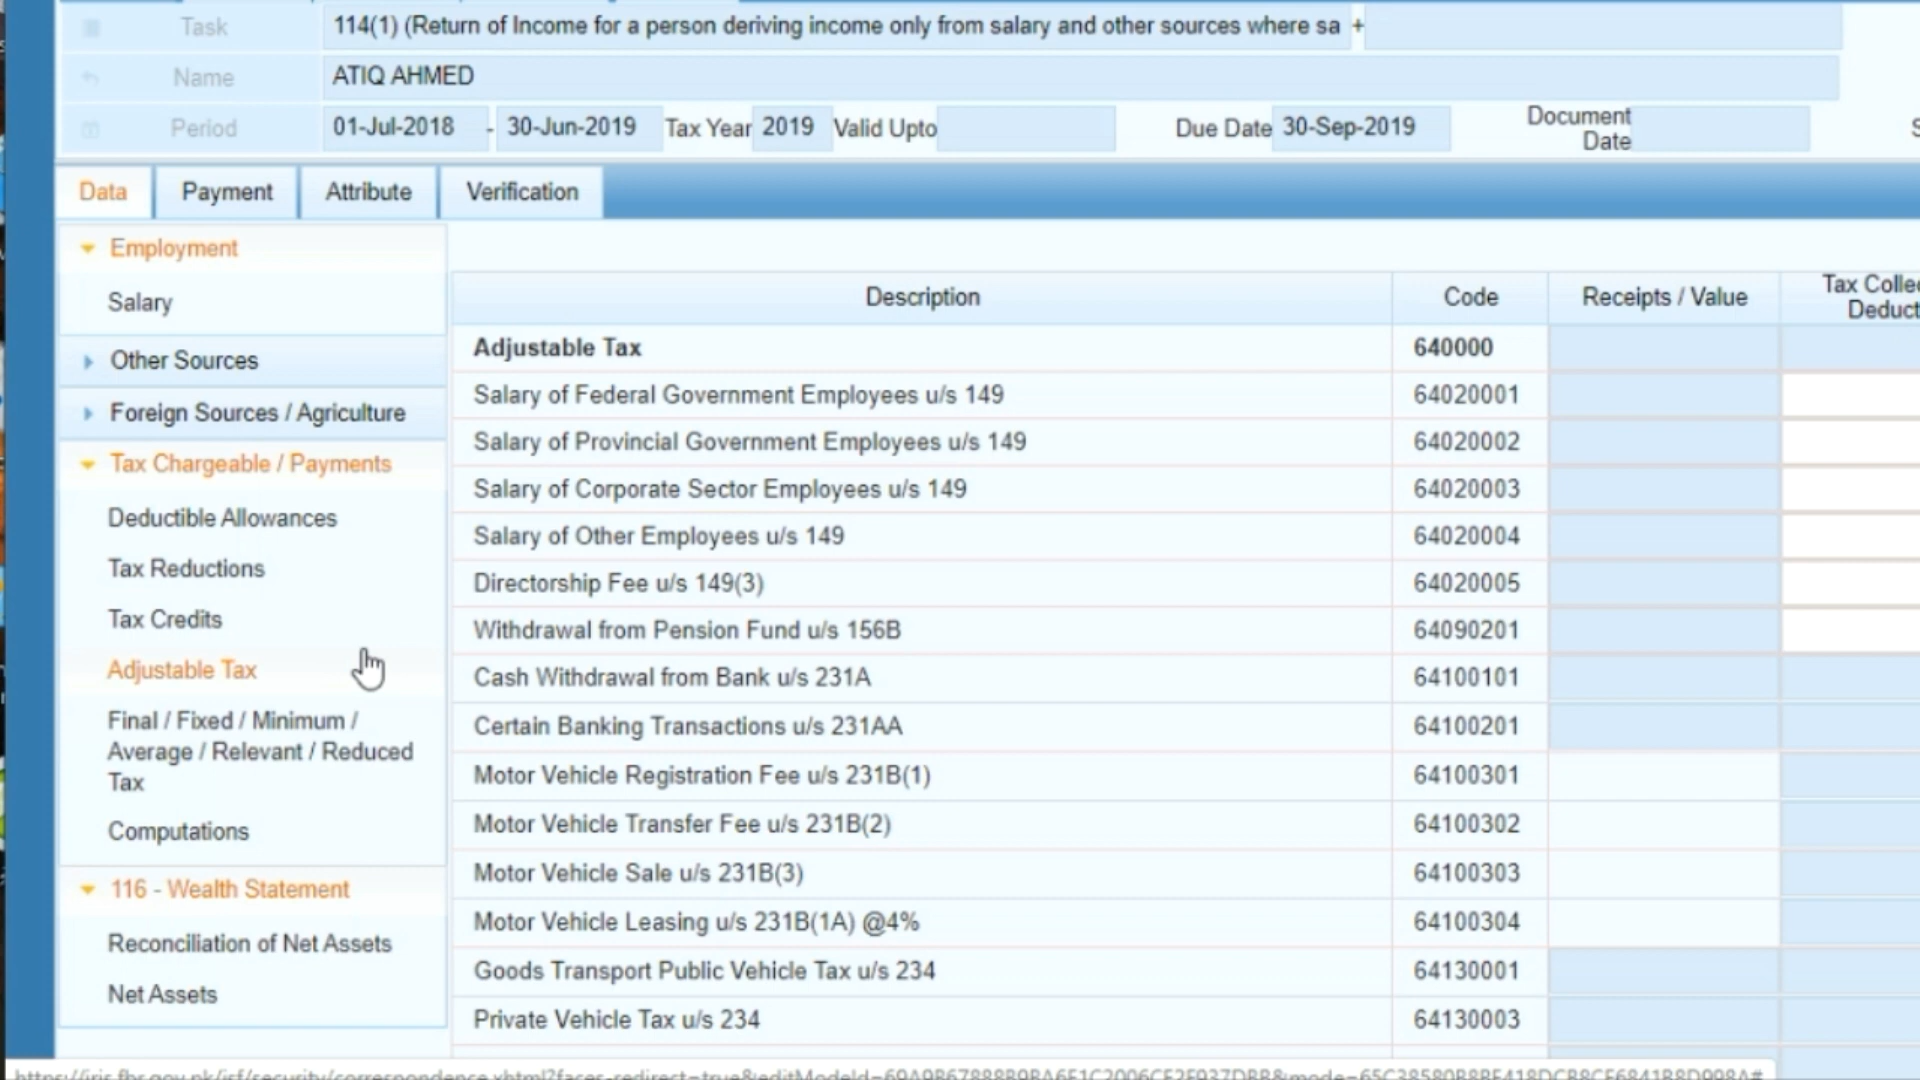 Task 114(1) (Return of Income for a person deriving income only from salary and other sources where sa +
Name ATIQ AHMED
Period 01-Jul-2018 - 30-Jun-2019 Tax Year 2019 Valid Upto Due Date 30-Sep-2019 Document Date
Data Payment Attribute Verification
Employment
Salary
Other Sources
Foreign Sources / Agriculture
Tax Chargeable / Payments
Deductible Allowances
Tax Reductions
Tax Credits
Adjustable Tax
Final / Fixed / Minimum /
Average / Relevant / Reduced
Tax
Computations
116 - Wealth Statement
Reconciliation of Net Assets
Net Assets
Description Code Receipts / Value Tax Collec
Deduct
Adjustable Tax 640000
Salary of Federal Government Employees u/s 149 64020001
Salary of Provincial Government Employees u/s 149 64020002
Salary of Corporate Sector Employees u/s 149 64020003
Salary of Other Employees u/s 149 64020004
Directorship Fee u/s 149(3) 64020005
Withdrawal from Pension Fund u/s 156B 64090201
Cash Withdrawal from Bank u/s 231A 64100101
Certain Banking Transactions u/s 231AA 64100201
Motor Vehicle Registration Fee u/s 231B(1) 64100301
Motor Vehicle Transfer Fee u/s 231B(2) 64100302
Motor Vehicle Sale u/s 231B(3) 64100303
Motor Vehicle Leasing u/s 231B(1A) @4% 64100304
Goods Transport Public Vehicle Tax u/s 234 64130001
Private Vehicle Tax u/s 234 64130003